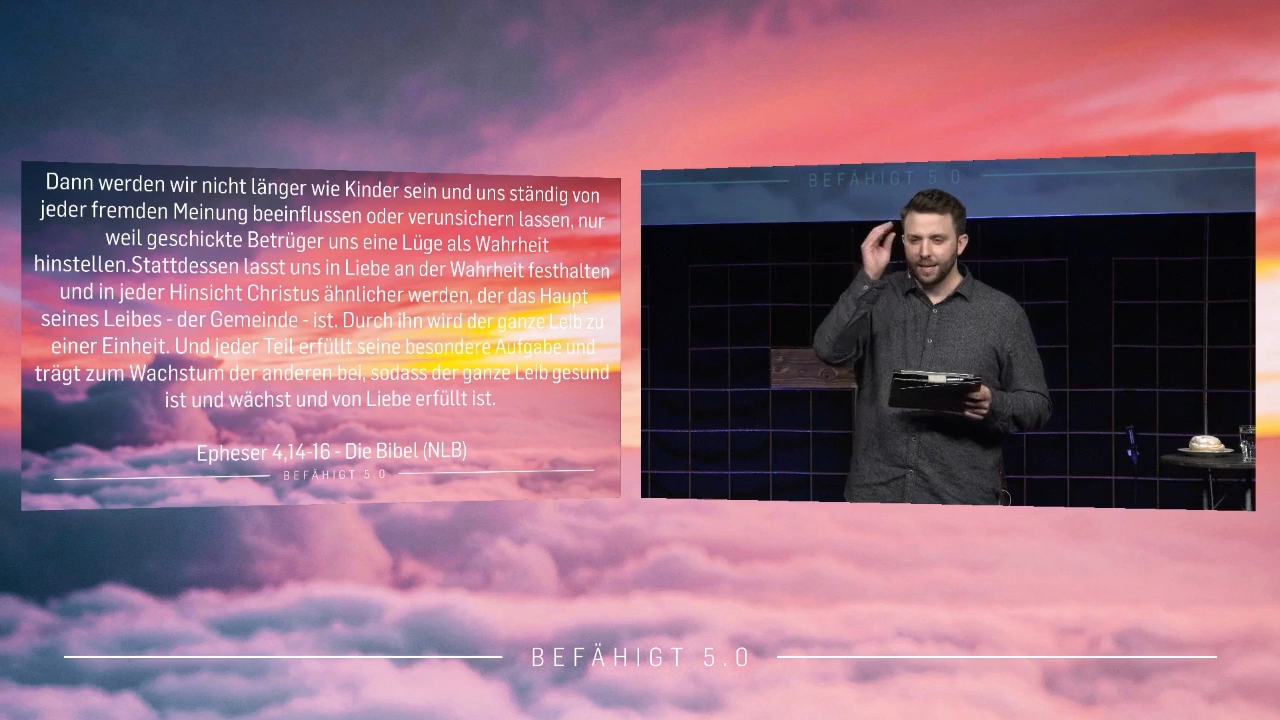 Dann werden wir nicht länger wie Kinder sein und uns ständig von
jeder fremden Meinung beeinflussen oder verunsichern lassen, nur
weil geschickte Betrüger uns eine Lüge als Wahrheit
hinstellen.Stattdessen lasst uns in Liebe an der Wahrheit festhalten
und in jeder Hinsicht Christus ähnlicher werden, der das Haupt
seines Leibes - der Gemeinde - ist. Durch ihn wird der ganze Leib zu
einer Einheit. Und jeder Teil erfüllt seine besondere Aufgabe und
trägt zum Wachstum der anderen bei, sodass der ganze Leib gesund
ist und wächst und von Liebe erfüllt ist.
Epheser 4,14-16 - Die Bibel (NLB)
BEFÄHIGT 5.0
BEFÄHIGT 5.0
BEFÄHIGT 5.0